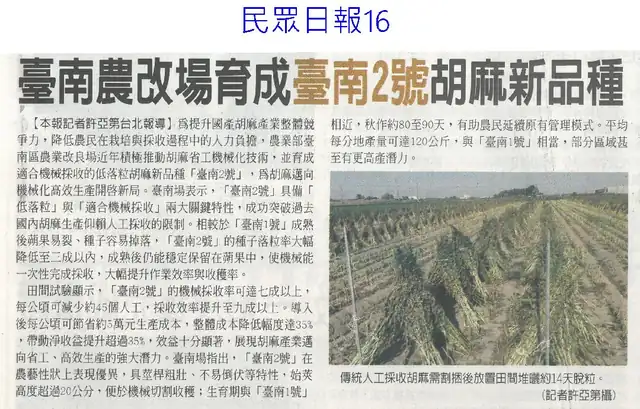 民眾日報16
臺南農改場育成臺南2號胡麻新品種
【本報記者許亞第台北報導】為提升國產胡麻產業整體競
爭力,降低農民在栽培與採收過程中的人力負擔,農業部臺
南區農業改良場近年積極推動胡麻省工機械化技術,並育成
適合機械採收的低落粒胡麻新品種「臺南2號」,為胡麻邁向
機械化高效生產開啓新局。臺南場表示,「臺南2號」具備「
低落粒」與「適合機械採收」兩大關鍵特性,成功突破過去
國內胡麻生產仰賴人工採收的限制。相較於「臺南1號」成熟
後蒴果易裂、種子容易掉落,「臺南2號」的種子落粒率大幅
降低至二成以內,成熟後仍能穩定保留在蒴果中,使機械能
一次性完成採收,大幅提升作業效率與收穫率。
田間試驗顯示,「臺南2號」的機械採收率可達七成以上,
每公頃可減少約45個人工,採收效率提升至九成以上。導入
後每公頃可節省約5萬元生產成本,整體成本降低幅度達35%
,帶動淨收益提升超過35%,效益十分顯著,展現胡麻產業邁
向省工、高效生產的強大潛力。臺南場指出,「臺南2號」在
農藝性狀上表現優異,具莖稈粗壯、不易倒伏等特性,始蒴
高度超過20公分,便於機械切割收穫;生育期與「臺南1號」
相近,秋作約80至90天,有助農民延續原有管理模式。平均
每分地產量可達120公斤,與「臺南1號」相當,部分區域甚
至有更高產潛力。
傳統人工採收胡麻需割捆後放置田間堆曬約14天脫粒。
(記者許亞第攝)